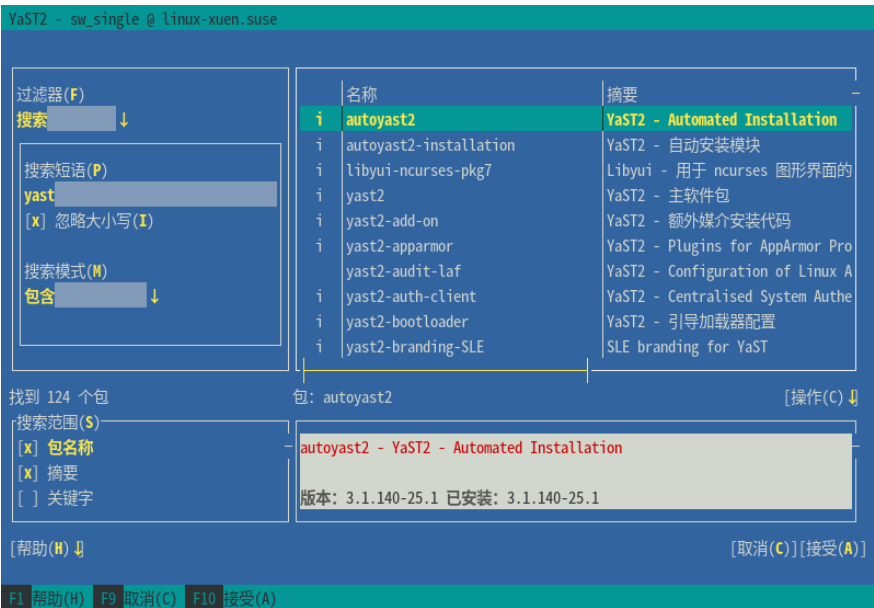 YaST2 - sw_single @ linux-xuen.suse
过滤器(F)
搜索 ↓
搜索短语(P)
yast
[x] 忽略大小写(I)
搜索模式(M)
包含 ↓
名称 摘要
i autoyast2 YaST2 - Automated Installation
i autoyast2-installation YaST2 - 自动安装模块
i libyui-ncurses-pkg7 Libyui - 用于 ncurses 图形界面的
i yast2 YaST2 - 主软件包
i yast2-add-on YaST2 - 额外媒介安装代码
i yast2-apparmor YaST2 - Plugins for AppArmor Pro
yast2-audit-laf YaST2 - Configuration of Linux A
i yast2-auth-client YaST2 - Centralised System Authe
i yast2-bootloader YaST2 - 引导加载器配置
i yast2-branding-SLE SLE branding for YaST
找到 124 个包
包: autoyast2 [操作(C)↓]
搜索范围(S)
[x] 包名称
[x] 摘要
[ ] 关键字
autoyast2 - YaST2 - Automated Installation
版本: 3.1.140-25.1 已安装: 3.1.140-25.1
[帮助(H)↓] [取消(C)][接受(A)]
F1 帮助(H) F9 取消(C) F10 接受(A)